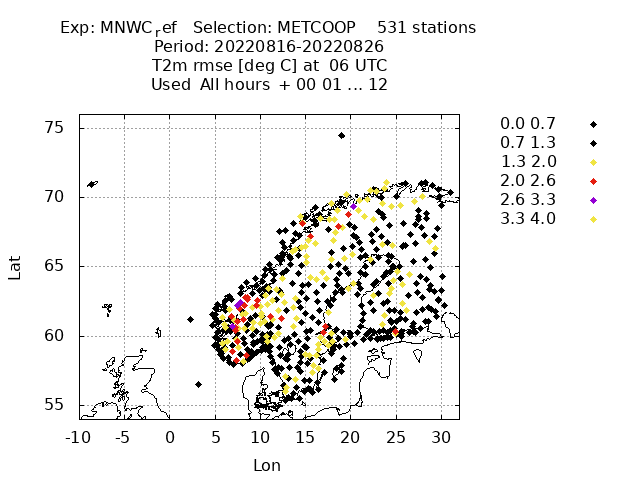 Exp: MNWCref   Selection: METCOOP    531 stations
Period: 20220816-20220826
T2m rmse [deg C] at  06 UTC
Used  All hours  + 00 01 ... 12
0.0 0.7
0.7 1.3
1.3 2.0
2.0 2.6
2.6 3.3
3.3 4.0
75
70
65
60
55
Lat
-10 -5 0 5 10 15 20 25 30
Lon